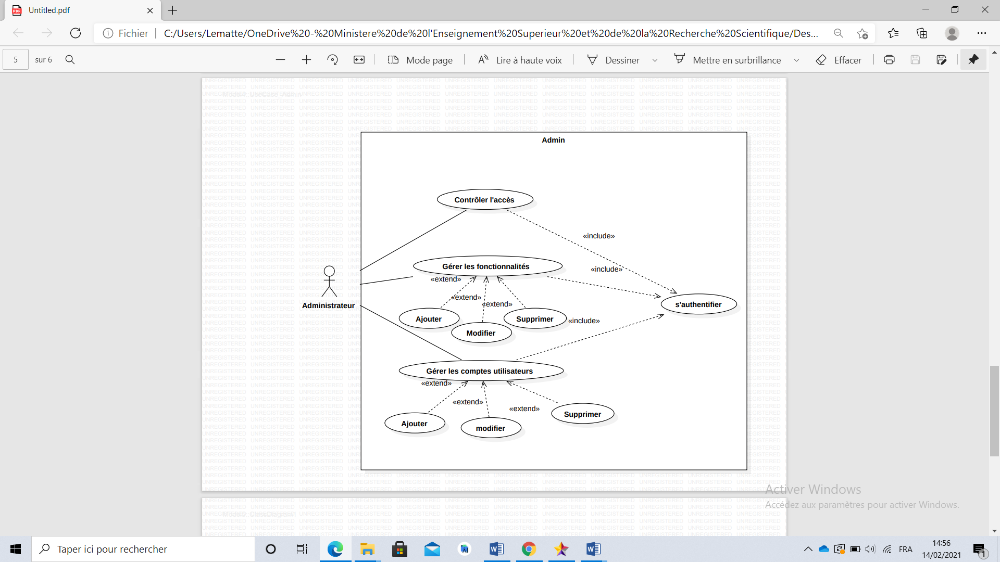 Untitled.pdf
Fichier
C:/Users/Lematte/OneDrive%20-%20Ministere%20de%20l'Enseignement%20Superieur%20et%20de%20la%20Recherche%20Scientifique/Des...
5 sur 6
Mode page
Lire à haute voix
Dessiner
Mettre en surbrillance
Effacer
Admin
Contrôler l'accès
«include»
Gérer les fonctionnalités
«include»
«extend»
«extend»
«extend»
Administrateur
s'authentifier
Ajouter
Supprimer
«include»
Modifier
Gérer les comptes utilisateurs
«extend»
«extend»
«extend»
Supprimer
Ajouter
modifier
Activer Windows
Accédez aux paramètres pour activer Windows.
Taper ici pour rechercher
FRA
14:56
14/02/2021
1